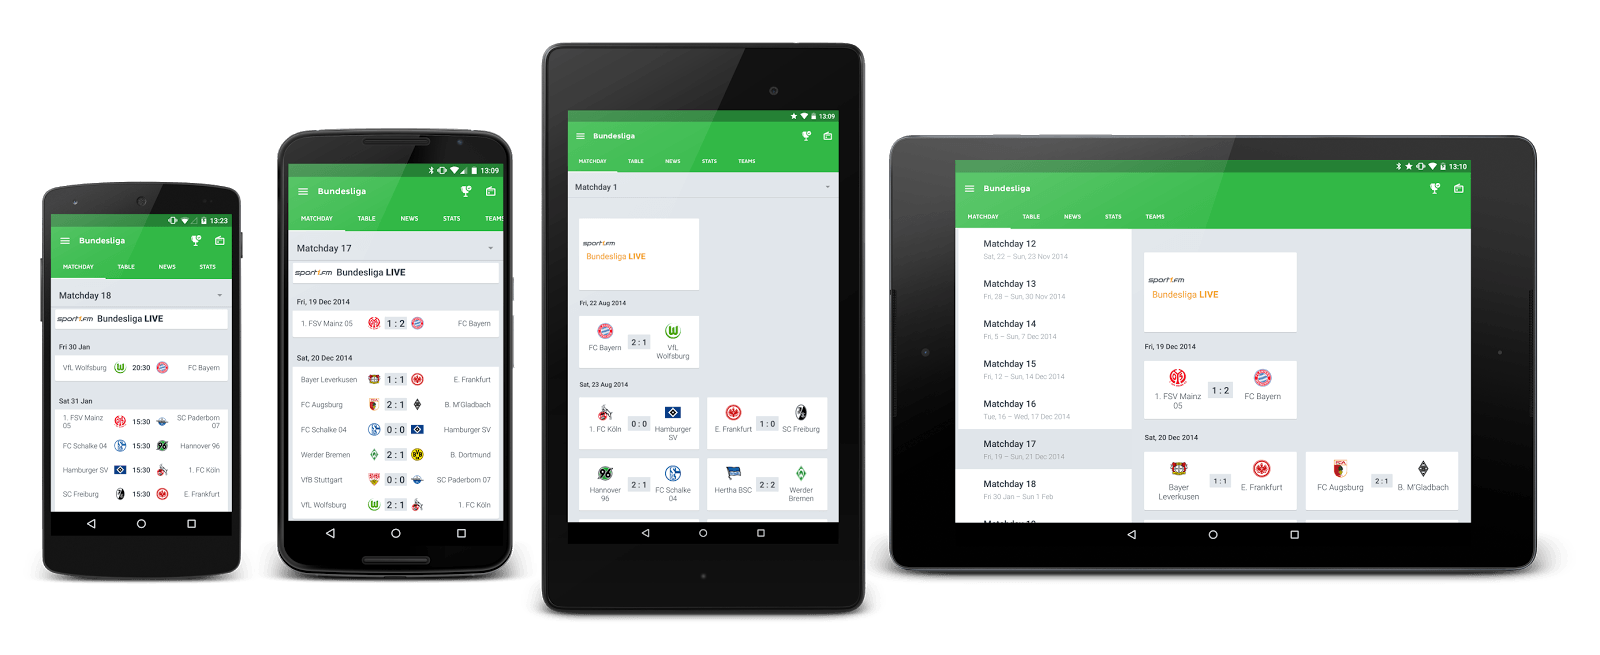 13:23
Bundesliga
MATCHDAY TABLE NEWS STATS
Matchday 18
sport1.fm Bundesliga LIVE
Fri 30 Jan
VfL Wolfsburg 20:30 FC Bayern
Sat 31 Jan
1. FSV Mainz 05 15:30 SC Paderborn 07
FC Schalke 04 15:30 Hannover 96
Hamburger SV 15:30 1. FC Köln
SC Freiburg 15:30 E. Frankfurt
13:09
Bundesliga
MATCHDAY TABLE NEWS STATS TEAMS
Matchday 17
sport1.fm Bundesliga LIVE
Fri, 19 Dec 2014
1. FSV Mainz 05 1 : 2 FC Bayern
Sat, 20 Dec 2014
Bayer Leverkusen 1 : 1 E. Frankfurt
FC Augsburg 2 : 1 B. M'Gladbach
FC Schalke 04 0 : 0 Hamburger SV
Werder Bremen 2 : 1 B. Dortmund
VfB Stuttgart 0 : 0 SC Paderborn 07
VfL Wolfsburg 2 : 1 1. FC Köln
13:09
Bundesliga
MATCHDAY TABLE NEWS STATS TEAMS
Matchday 1
sport1.fm
Bundesliga LIVE
Fri, 22 Aug 2014
FC Bayern 2 : 1 VfL Wolfsburg
Sat, 23 Aug 2014
1. FC Köln 0 : 0 Hamburger SV
E. Frankfurt 1 : 0 SC Freiburg
Hannover 96 2 : 1 FC Schalke 04
Hertha BSC 2 : 2 Werder Bremen
13:10
Bundesliga
MATCHDAY TABLE NEWS STATS TEAMS
Matchday 12
Sat, 22 – Sun, 23 Nov 2014
Matchday 13
Fri, 28 – Sun, 30 Nov 2014
Matchday 14
Fri, 5 – Sun, 7 Dec 2014
Matchday 15
Fri, 12 – Sun, 14 Dec 2014
Matchday 16
Tue, 16 – Wed, 17 Dec 2014
Matchday 17
Fri, 19 – Sun, 21 Dec 2014
Matchday 18
Fri 30 Jan – Sun 1 Feb
sport1.fm
Bundesliga LIVE
Fri, 19 Dec 2014
1. FSV Mainz 05 1 : 2 FC Bayern
Sat, 20 Dec 2014
Bayer Leverkusen 1 : 1 E. Frankfurt
FC Augsburg 2 : 1 B. M'Gladbach